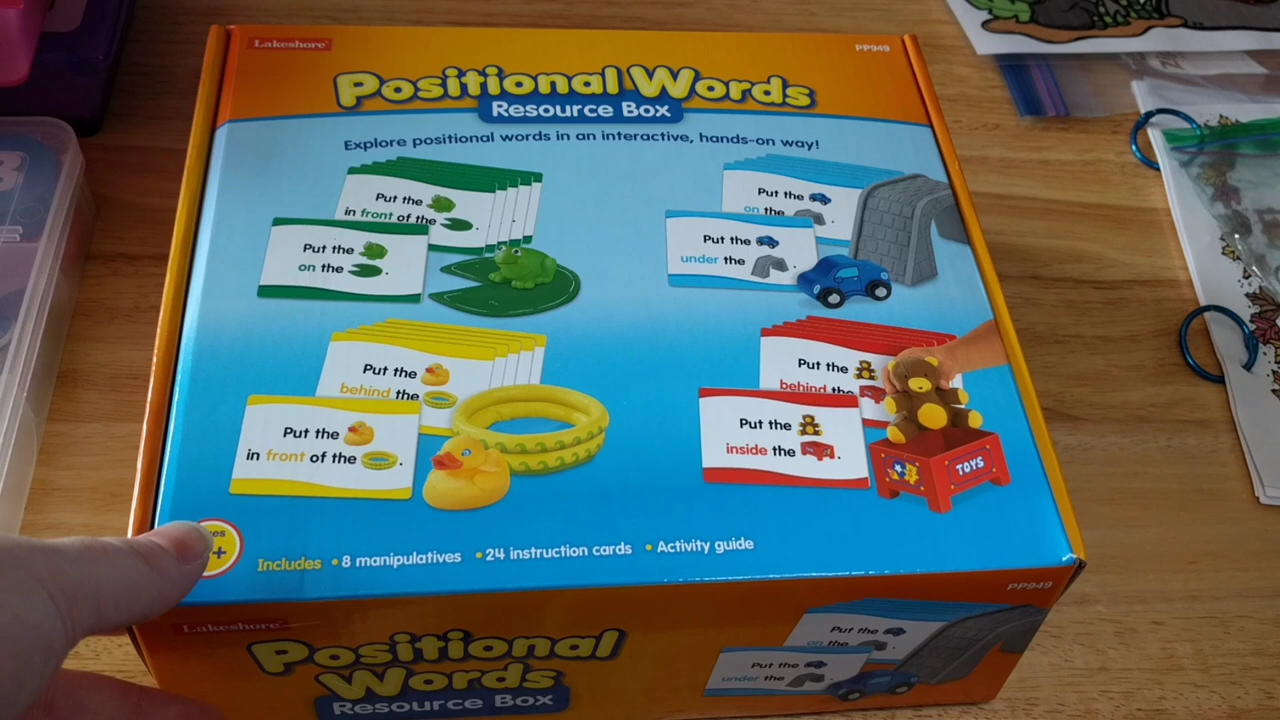 Lakeshore
PP949
Positional Words
Resource Box
Explore positional words in an interactive, hands-on way!
Put the
in front of the
Put the
on the .
Put the
on the
Put the
under the .
Put the
behind the
Put the
in front of the .
Put the
behind the
Put the
inside the .
TOYS
Includes • 8 manipulatives • 24 instruction cards • Activity guide
PP949
Lakeshore
Positional
Words
Resource Box
Put the
on the
Put the
under the .